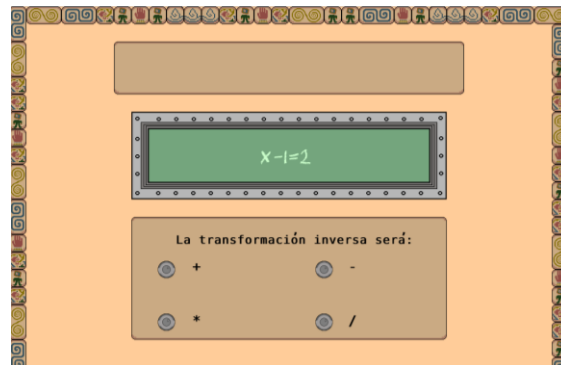 x-1=2
La transformación inversa será:
+ -
* /